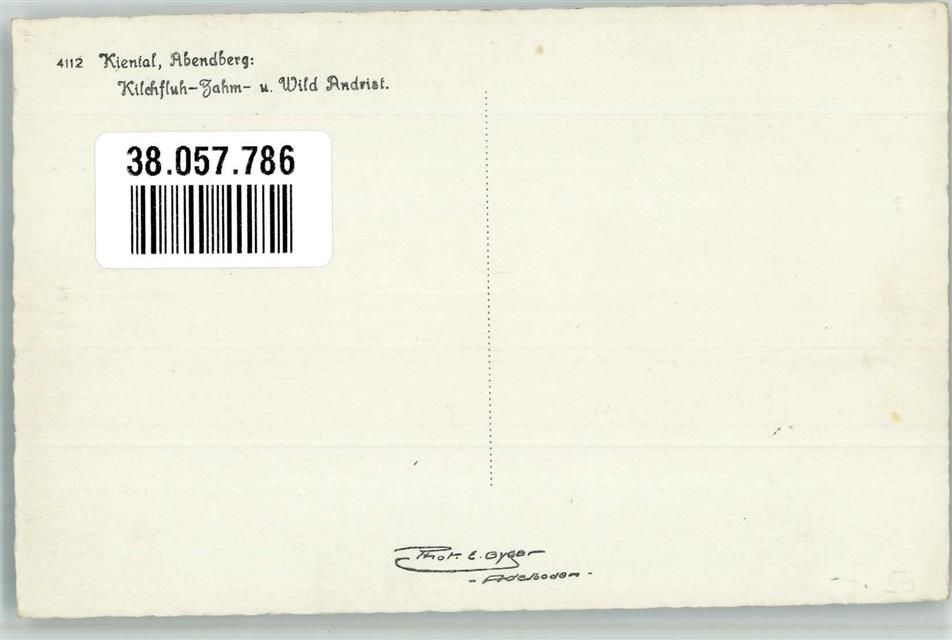 4112 Kiental, Abendberg:
Kilchfluh-Zahm- u. Wild Andrist.
38.057.786
Phot. E. Gyger
- Adelboden -